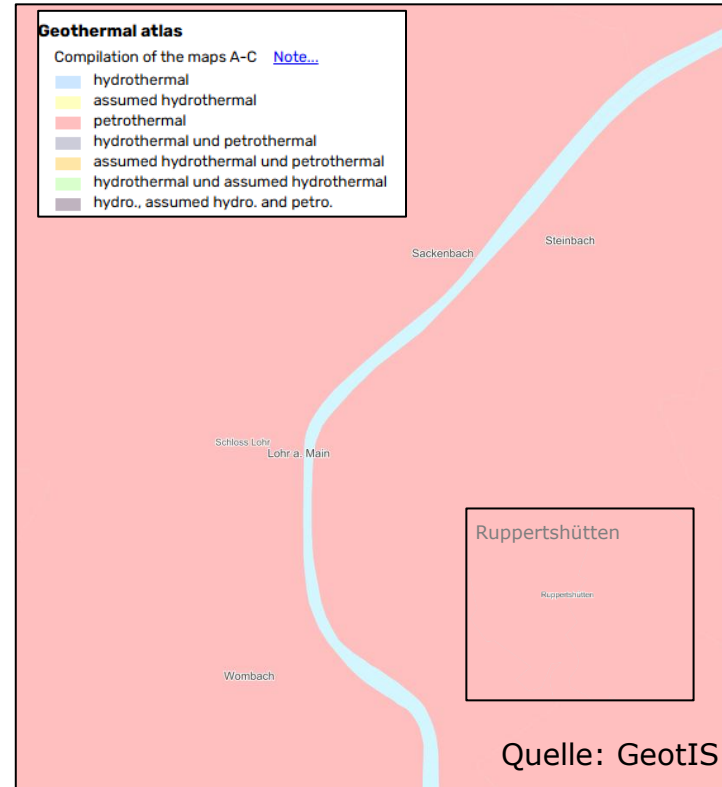 Geothermal atlas
Compilation of the maps A-C Note...
hydrothermal
assumed hydrothermal
petrothermal
hydrothermal und petrothermal
assumed hydrothermal und petrothermal
hydrothermal und assumed hydrothermal
hydro., assumed hydro. and petro.
Steinbach
Sackenbach
Schloss Lohr
Lohr a. Main
Ruppertshütten
Ruppertshütten
Wombach
Quelle: GeotIS